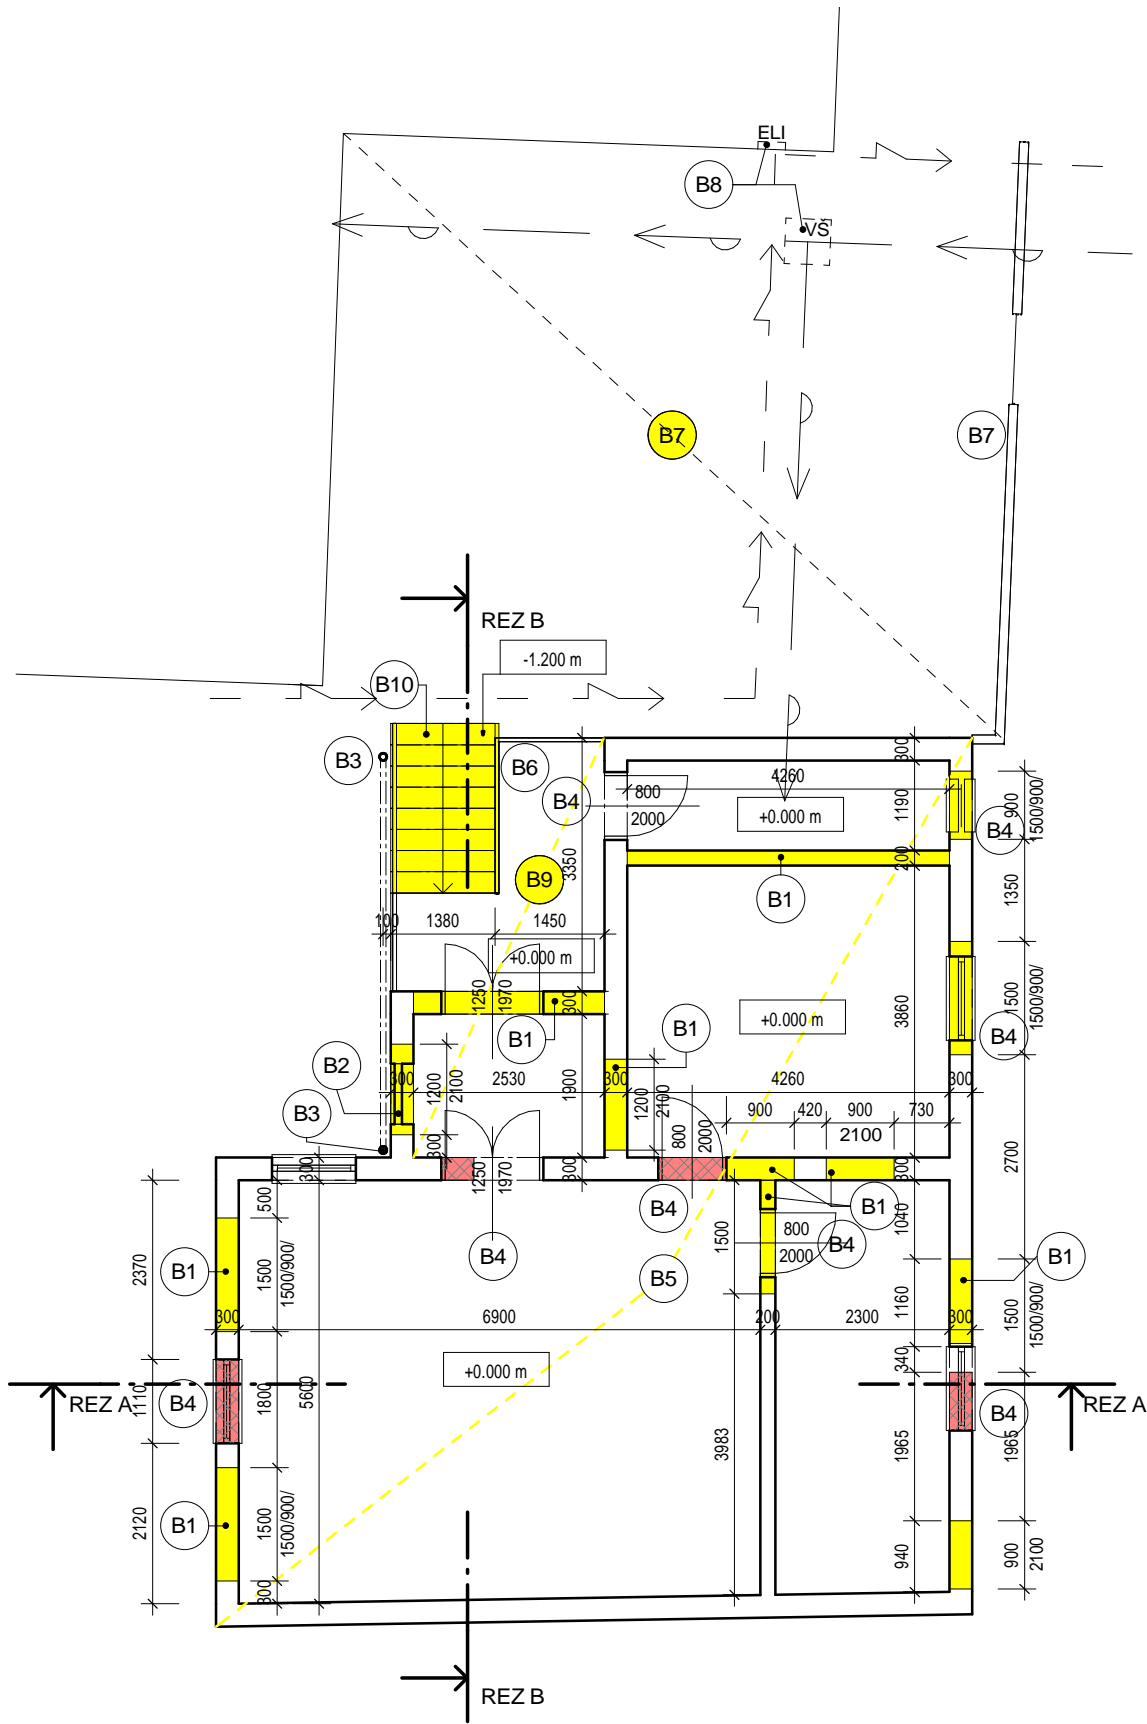 ELI
B8
VŠ
B7
B7
REZ B
-1.200 m
B10
B3
B6
B4
800
2000
4260
+0.000 m
300
1190
200
900
1500/900/
B4
3350
B9
B1
1350
100
1380
1450
+0.000 m
1250
1970
300
B1
B1
3860
+0.000 m
1500
1500/900/
B4
B2
300
1200
2100
2530
1900
300
1200
2100
4260
300
B3
900
420
900
730
2100
800
2000
2700
300
300
300
1250
1970
300
300
500
B4
B4
B1
1040
1500
800
2000
B4
B5
B1
2370
B1
1500
1500/900/
1160
1500
1500/900/
300
6900
200
2300
300
340
+0.000 m
REZ A
1110
B4
1800
5600
3983
B4
REZ A
1965
1965
2120
B1
1500
1500/900/
940
900
2100
300
REZ B